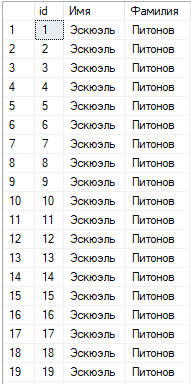 id Имя Фамилия
1 1 Эскюэль Питонов
2 2 Эскюэль Питонов
3 3 Эскюэль Питонов
4 4 Эскюэль Питонов
5 5 Эскюэль Питонов
6 6 Эскюэль Питонов
7 7 Эскюэль Питонов
8 8 Эскюэль Питонов
9 9 Эскюэль Питонов
10 10 Эскюэль Питонов
11 11 Эскюэль Питонов
12 12 Эскюэль Питонов
13 13 Эскюэль Питонов
14 14 Эскюэль Питонов
15 15 Эскюэль Питонов
16 16 Эскюэль Питонов
17 17 Эскюэль Питонов
18 18 Эскюэль Питонов
19 19 Эскюэль Питонов